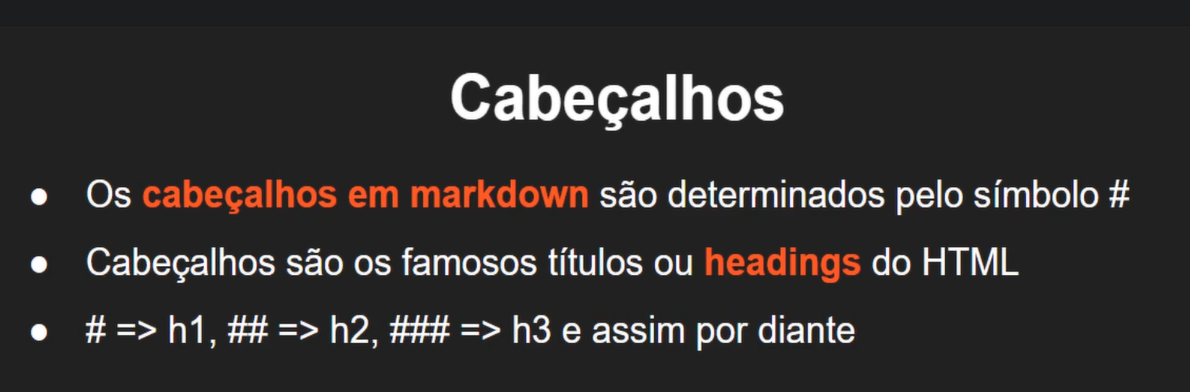 Cabeçalhos
● Os cabeçalhos em markdown são determinados pelo símbolo #
● Cabeçalhos são os famosos títulos ou headings do HTML
● # => h1, ## => h2, ### => h3 e assim por diante